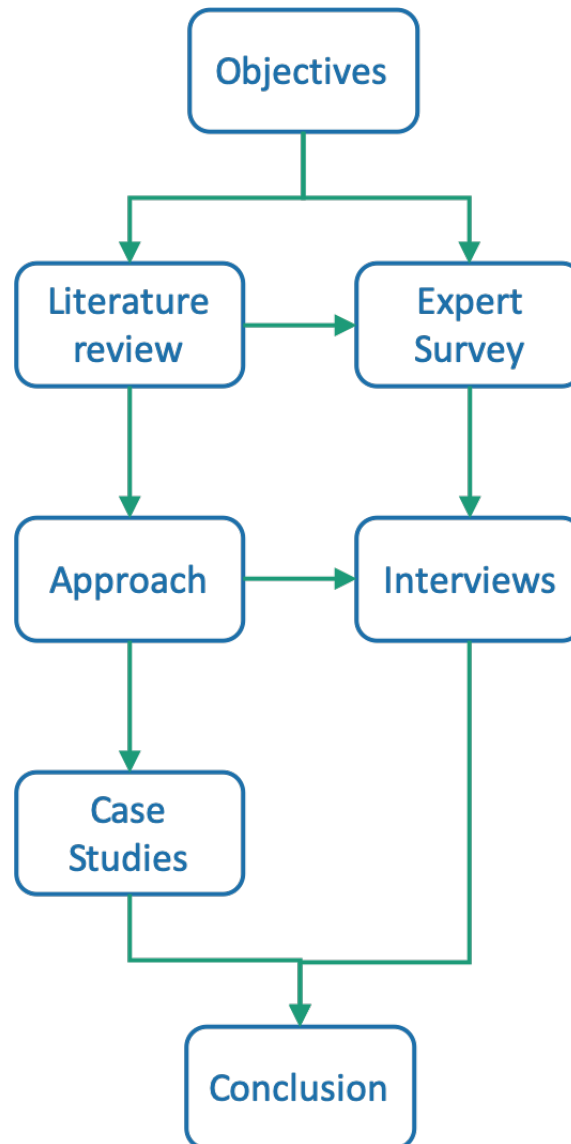 Objectives
Literature
review
Expert
Survey
Approach
Interviews
Case
Studies
Conclusion